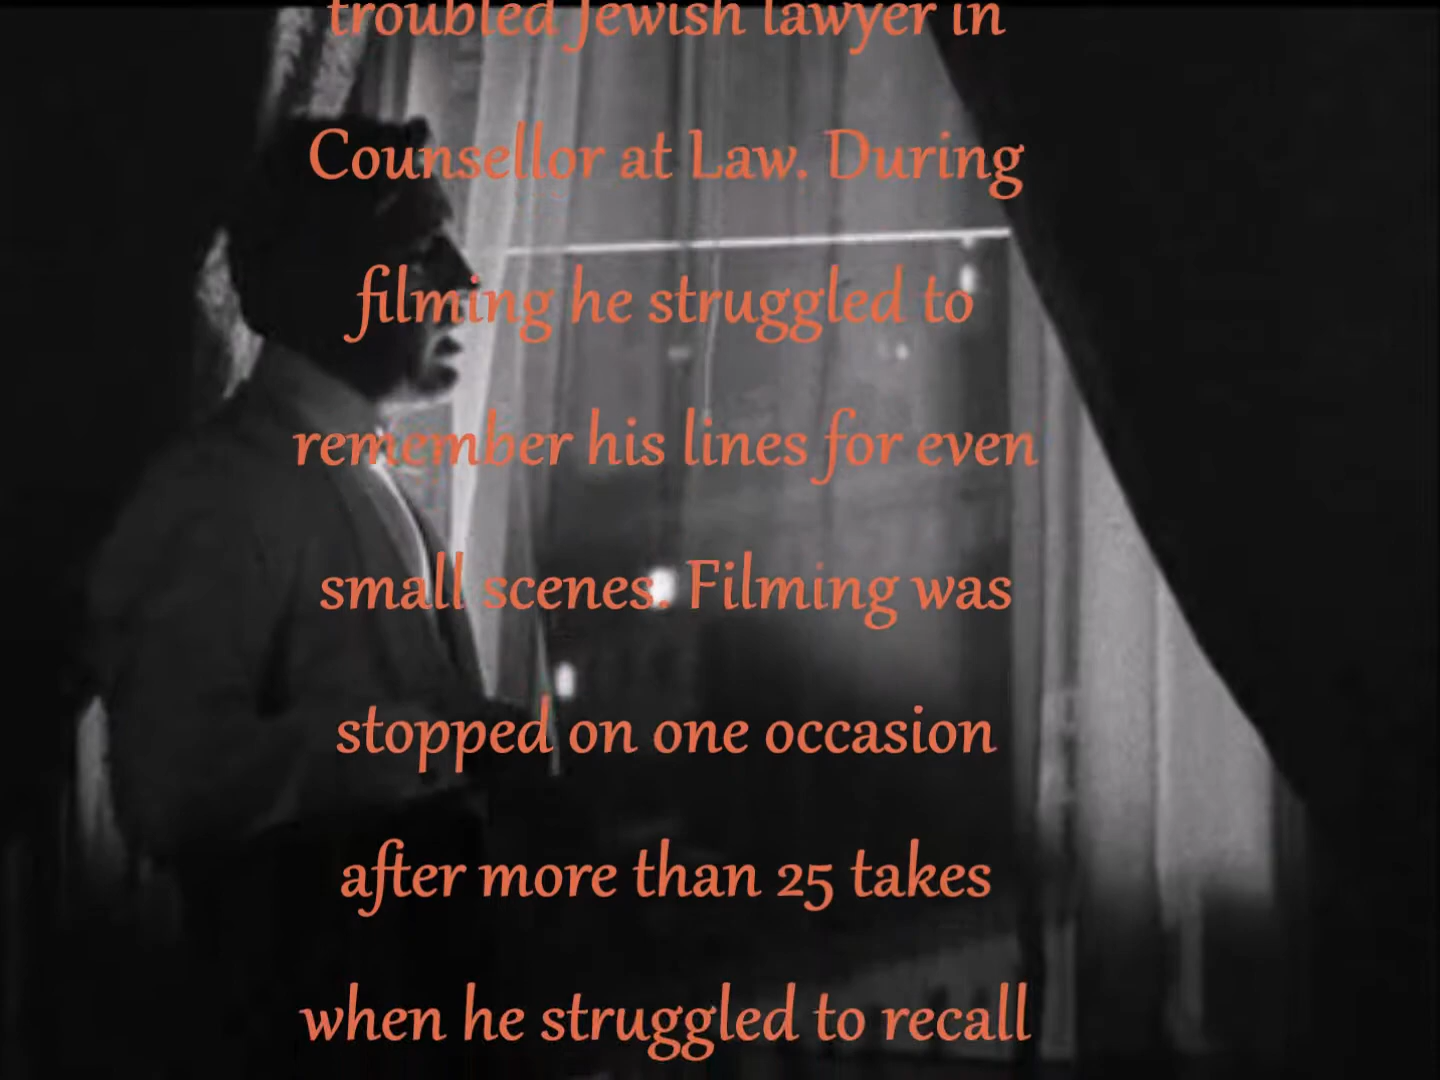 troubled Jewish lawyer in
Counsellor at Law. During
filming he struggled to
remember his lines for even
small scenes. Filming was
stopped on one occasion
after more than 25 takes
when he struggled to recall